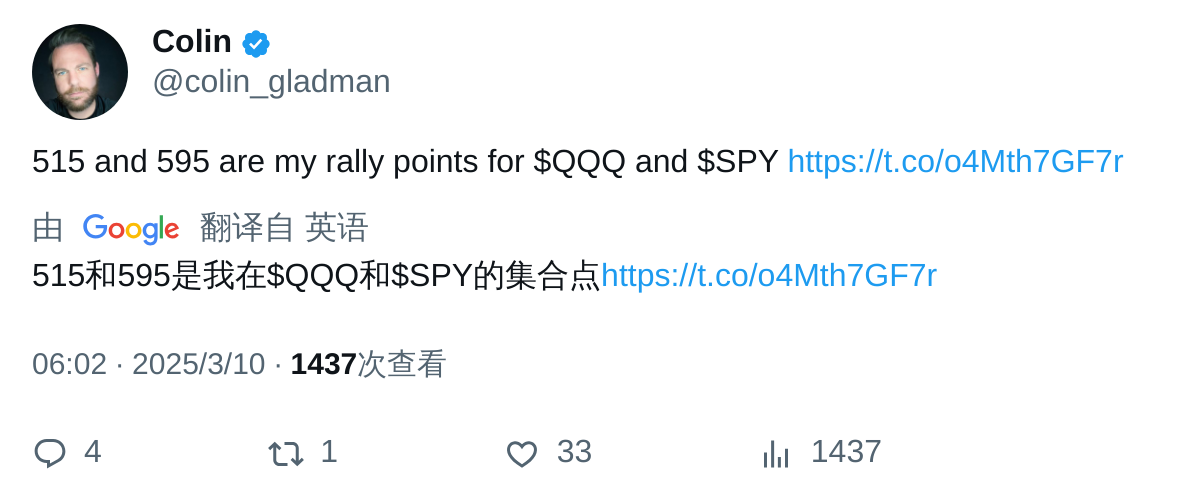 Colin
@colin_gladman
515 and 595 are my rally points for $QQQ and $SPY https://t.co/o4Mth7GF7r
由 Google 翻译自 英语
515和595是我在$QQQ和$SPY的集合点https://t.co/o4Mth7GF7r
06:02 · 2025/3/10 · 1437次查看
4 1 33 1437